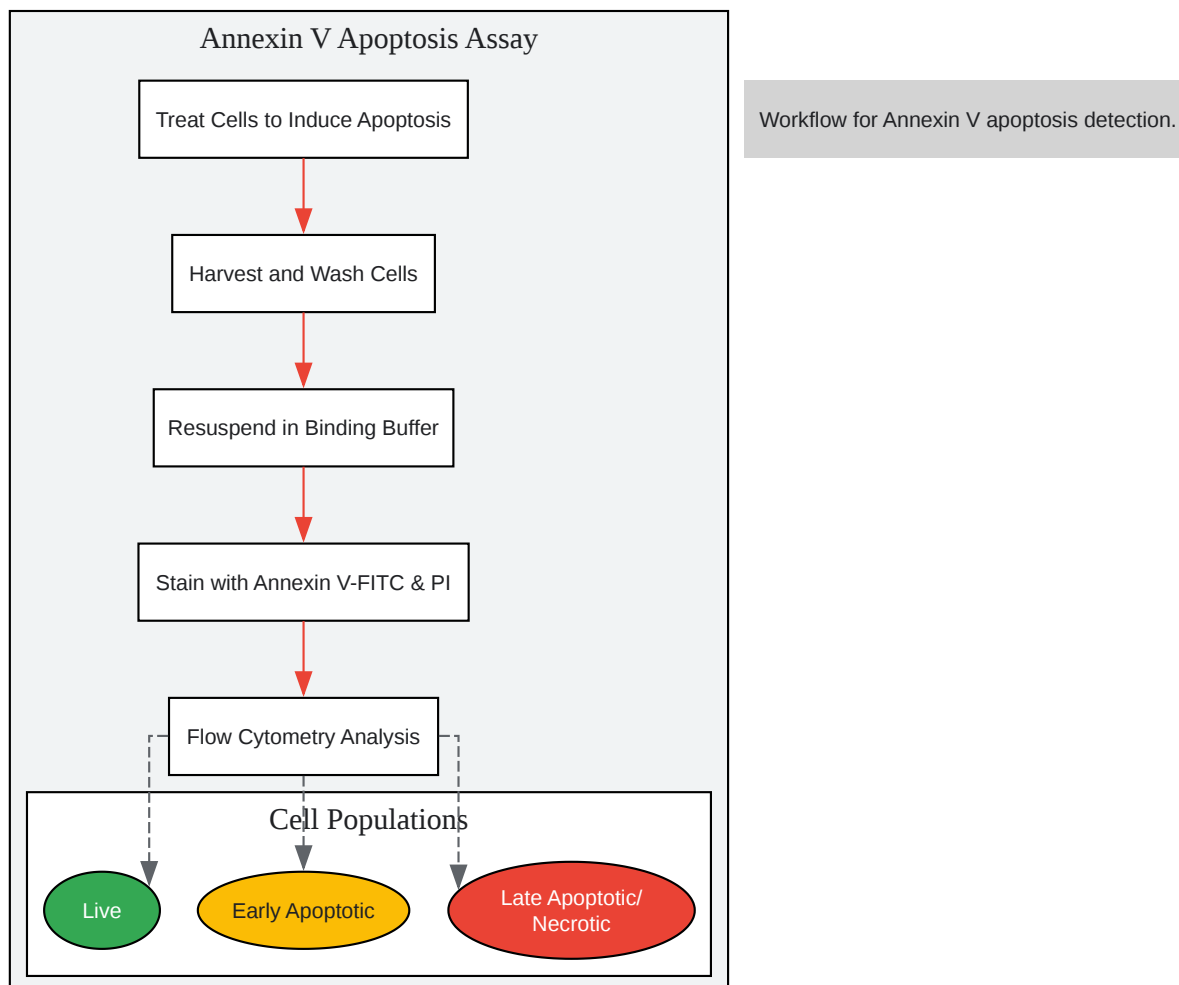 Annexin V Apoptosis Assay
Treat Cells to Induce Apoptosis
Workflow for Annexin V apoptosis detection.
Harvest and Wash Cells
Resuspend in Binding Buffer
Stain with Annexin V-FITC & PI
Flow Cytometry Analysis
Cell Populations
Live
Early Apoptotic
Late Apoptotic/
Necrotic